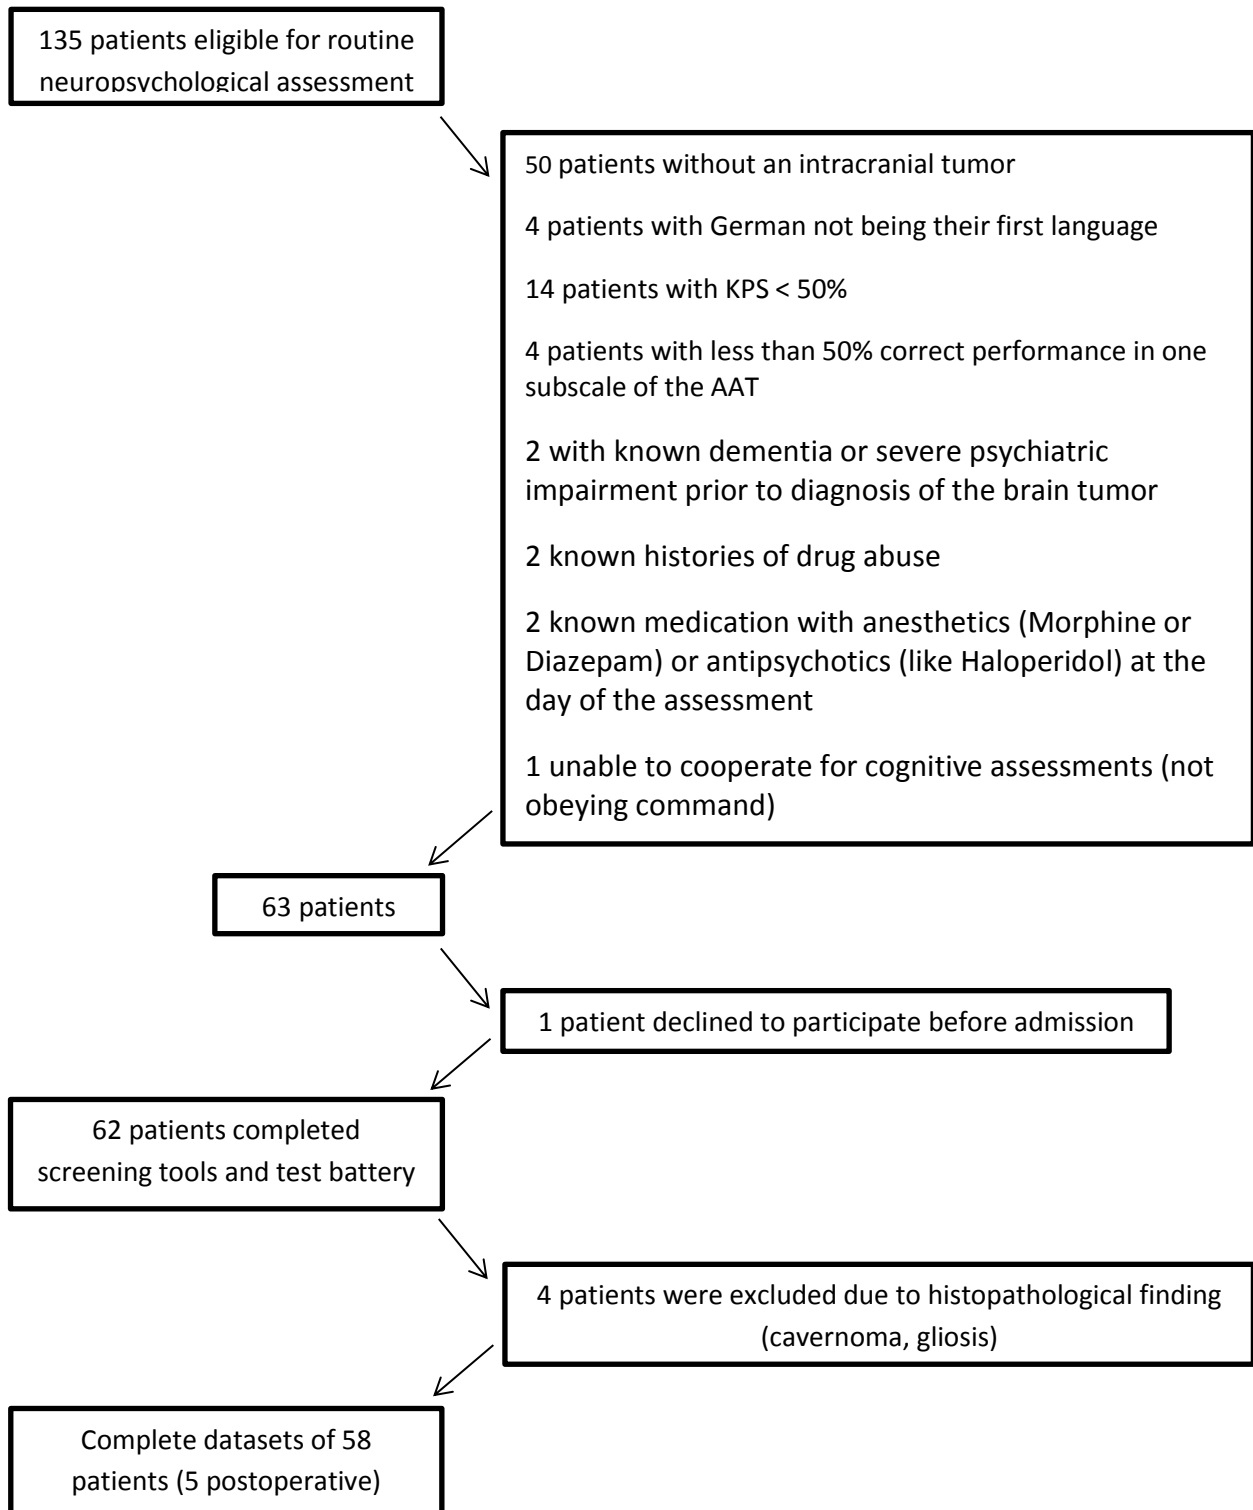 135 patients eligible for routine
neuropsychological assessment
50 patients without an intracranial tumor
4 patients with German not being their first language
14 patients with KPS < 50%
4 patients with less than 50% correct performance in one
subscale of the AAT
2 with known dementia or severe psychiatric
impairment prior to diagnosis of the brain tumor
2 known histories of drug abuse
2 known medication with anesthetics (Morphine or
Diazepam) or antipsychotics (like Haloperidol) at the
day of the assessment
1 unable to cooperate for cognitive assessments (not
obeying command)
63 patients
1 patient declined to participate before admission
62 patients completed
screening tools and test battery
4 patients were excluded due to histopathological finding
(cavernoma, gliosis)
Complete datasets of 58
patients (5 postoperative)